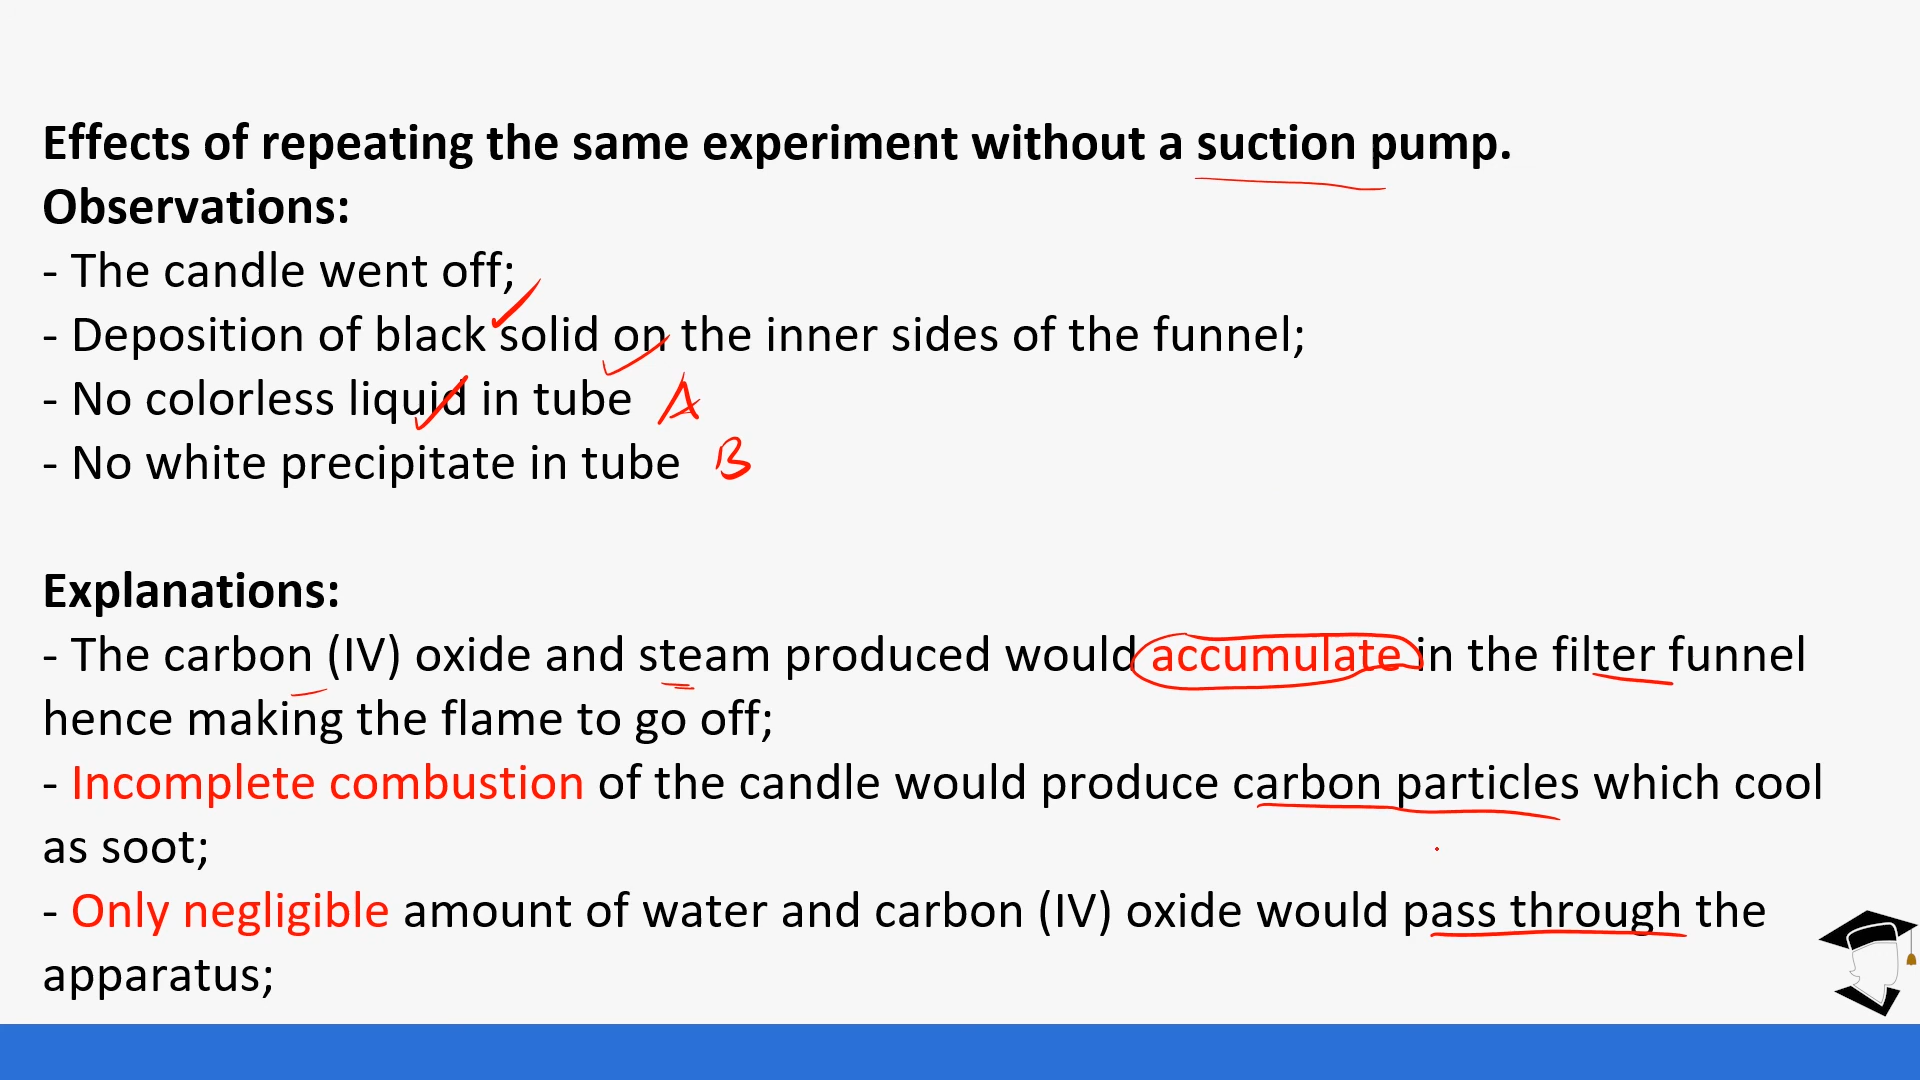 Effects of repeating the same experiment without a suction pump.
Observations:
- The candle went off;
- Deposition of black solid on the inner sides of the funnel;
- No colorless liquid in tube A
- No white precipitate in tube B
Explanations:
- The carbon (IV) oxide and steam produced would accumulate in the filter funnel
hence making the flame to go off;
- Incomplete combustion of the candle would produce carbon particles which cool
as soot;
- Only negligible amount of water and carbon (IV) oxide would pass through the
apparatus;